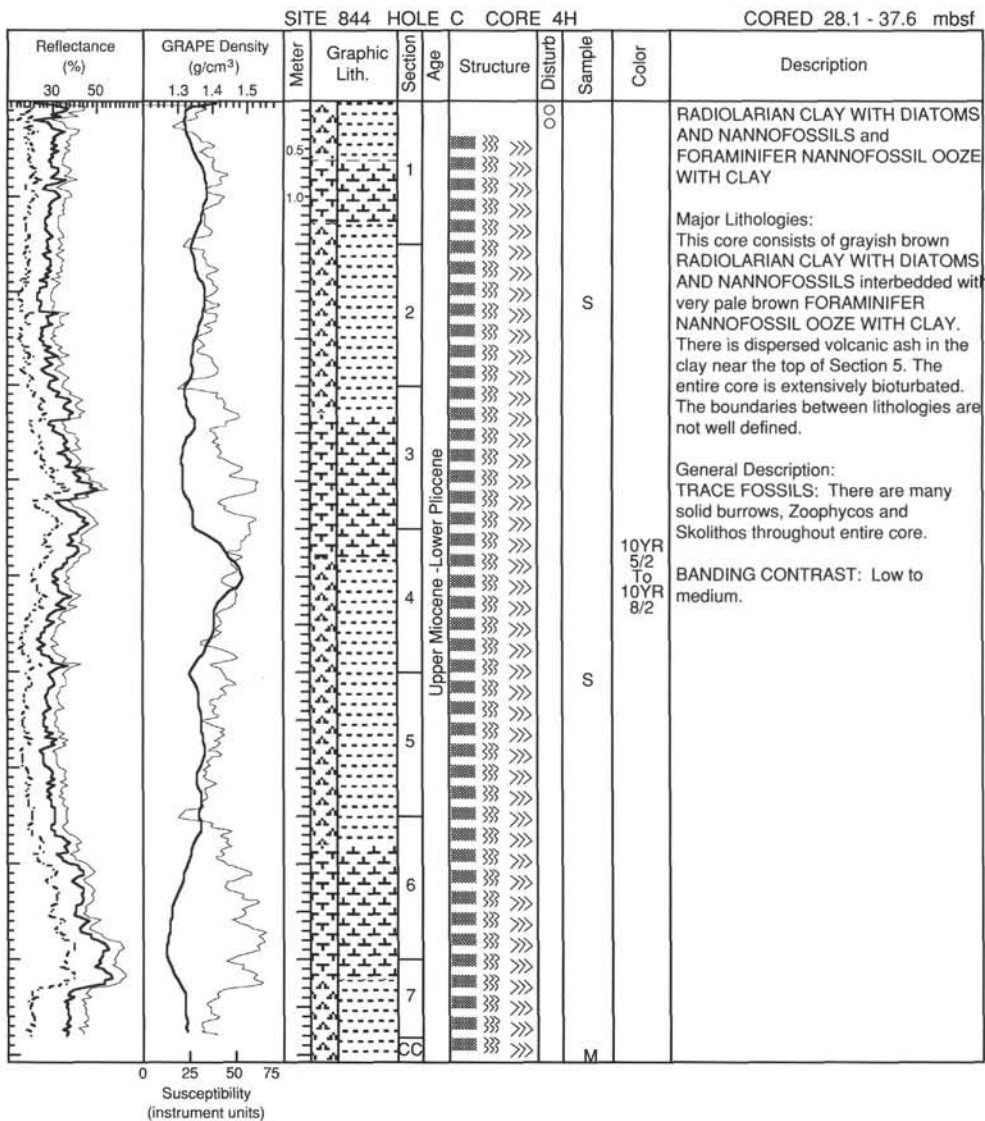 SITE 844 HOLE C CORE 4H CORED 28.1 - 37.6 mbsf
Reflectance
(%)
30 50
GRAPE Density
(g/cm³)
1.3 1.4 1.5
Meter
Graphic
Lith.
Section
Age
Structure
Disturb
Sample
Color
Description
0.5
1.0
1
2
3
4
5
6
7
CC
Upper Miocene -Lower Pliocene
S
S
M
10YR
5/2
To
10YR
8/2
RADIOLARIAN CLAY WITH DIATOMS
AND NANNOFOSSILS and
FORAMINIFER NANNOFOSSIL OOZE
WITH CLAY
Major Lithologies:
This core consists of grayish brown
RADIOLARIAN CLAY WITH DIATOMS
AND NANNOFOSSILS interbedded with
very pale brown FORAMINIFER
NANNOFOSSIL OOZE WITH CLAY.
There is dispersed volcanic ash in the
clay near the top of Section 5. The
entire core is extensively bioturbated.
The boundaries between lithologies are
not well defined.
General Description:
TRACE FOSSILS: There are many
solid burrows, Zoophycos and
Skolithos throughout entire core.
BANDING CONTRAST: Low to
medium.
0 25 50 75
Susceptibility
(instrument units)